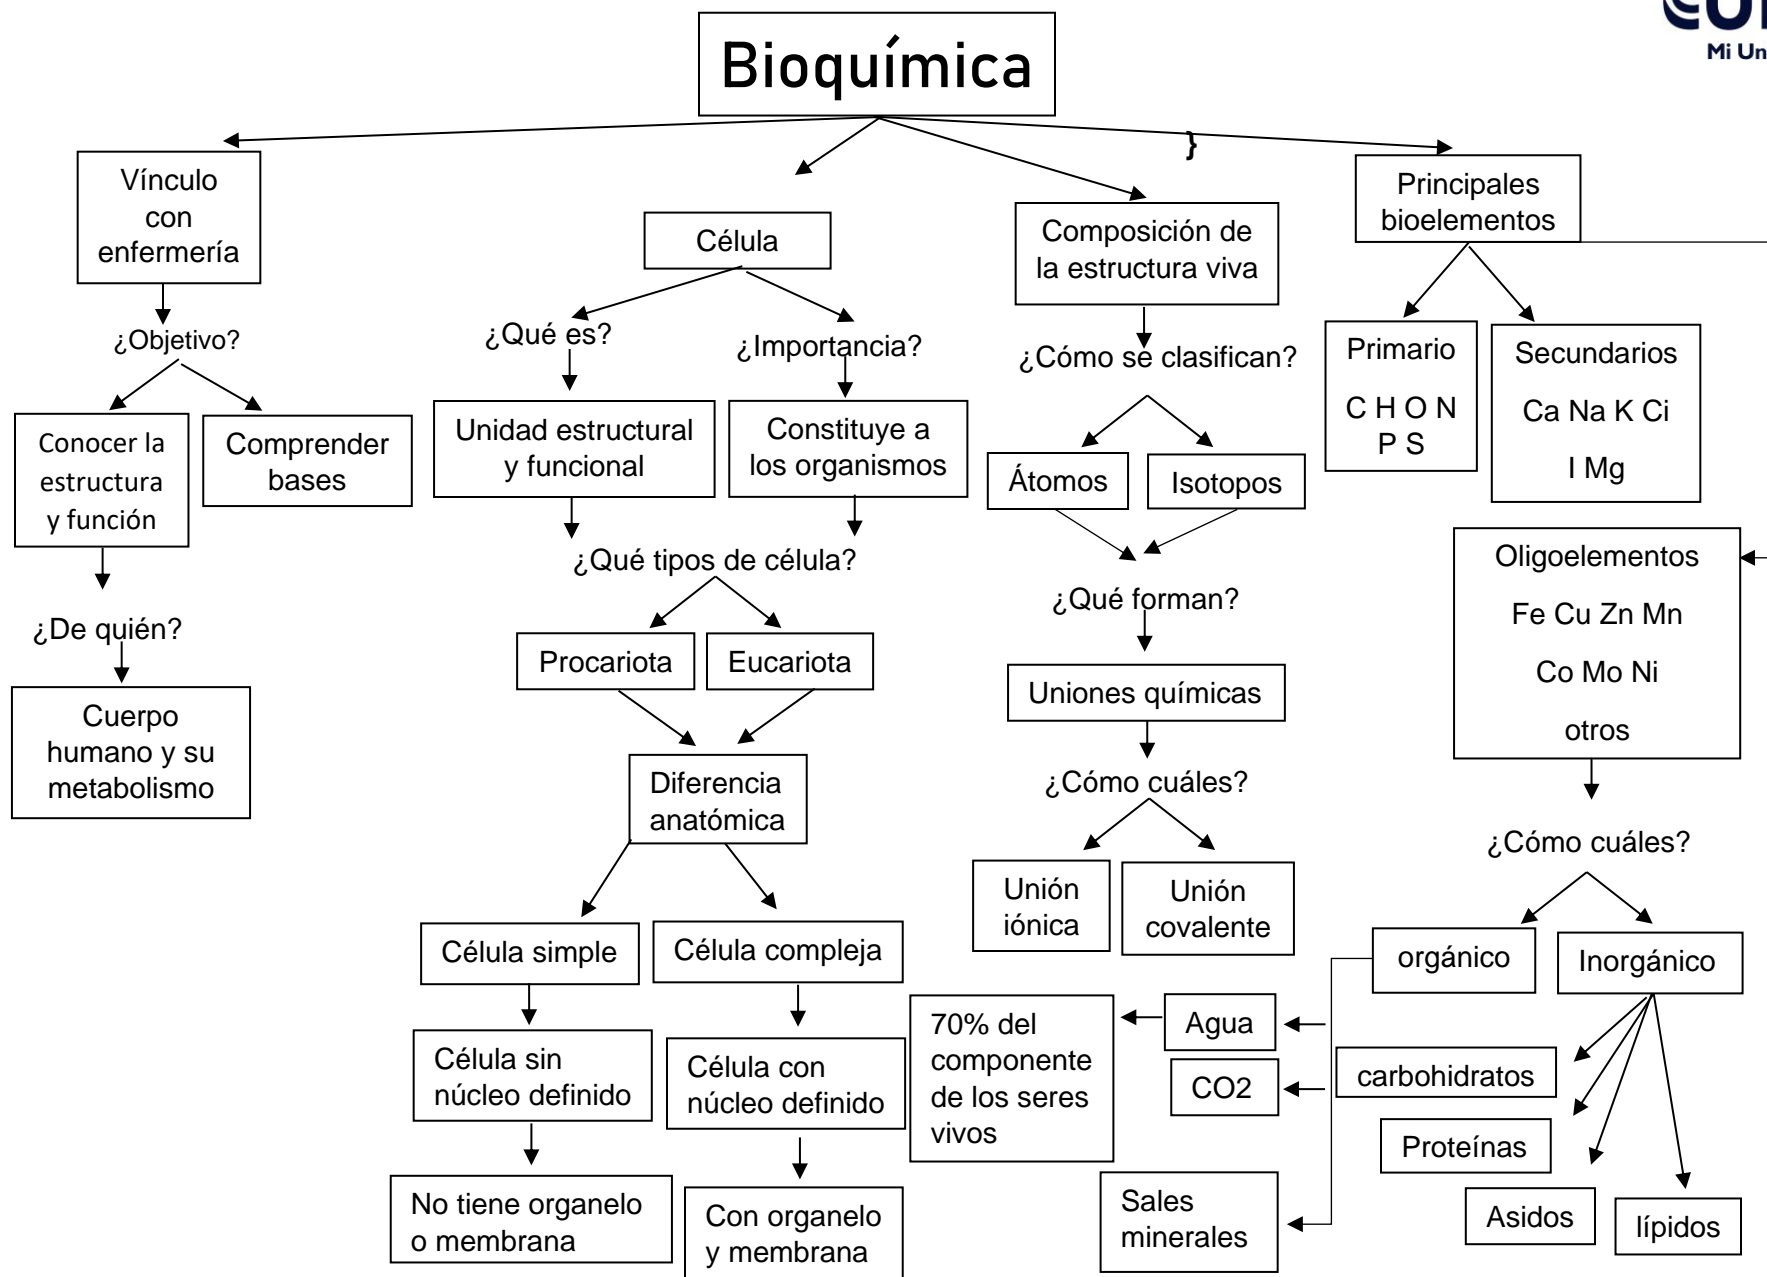 Bioquímica
Mi Un
}
Vínculo
con
enfermería
¿Objetivo?
Conocer la
estructura
y función
Comprender
bases
¿De quién?
Cuerpo
humano y su
metabolismo
Célula
¿Qué es?
¿Importancia?
Unidad estructural
y funcional
Constituye a
los organismos
¿Qué tipos de célula?
Procariota
Eucariota
Diferencia
anatómica
Célula simple
Célula compleja
Célula sin
núcleo definido
Célula con
núcleo definido
No tiene organelo
o membrana
Con organelo
y membrana
Composición de
la estructura viva
¿Cómo se clasifican?
Átomos
Isotopos
¿Qué forman?
Uniones químicas
¿Cómo cuáles?
Unión
iónica
Unión
covalente
Principales
bioelementos
Primario
C H O N
P S
Secundarios
Ca Na K Ci
I Mg
Oligoelementos
Fe Cu Zn Mn
Co Mo Ni
otros
¿Cómo cuáles?
orgánico
Inorgánico
70% del
componente
de los seres
vivos
Agua
CO2
Sales
minerales
carbohidratos
Proteínas
Asidos
lípidos